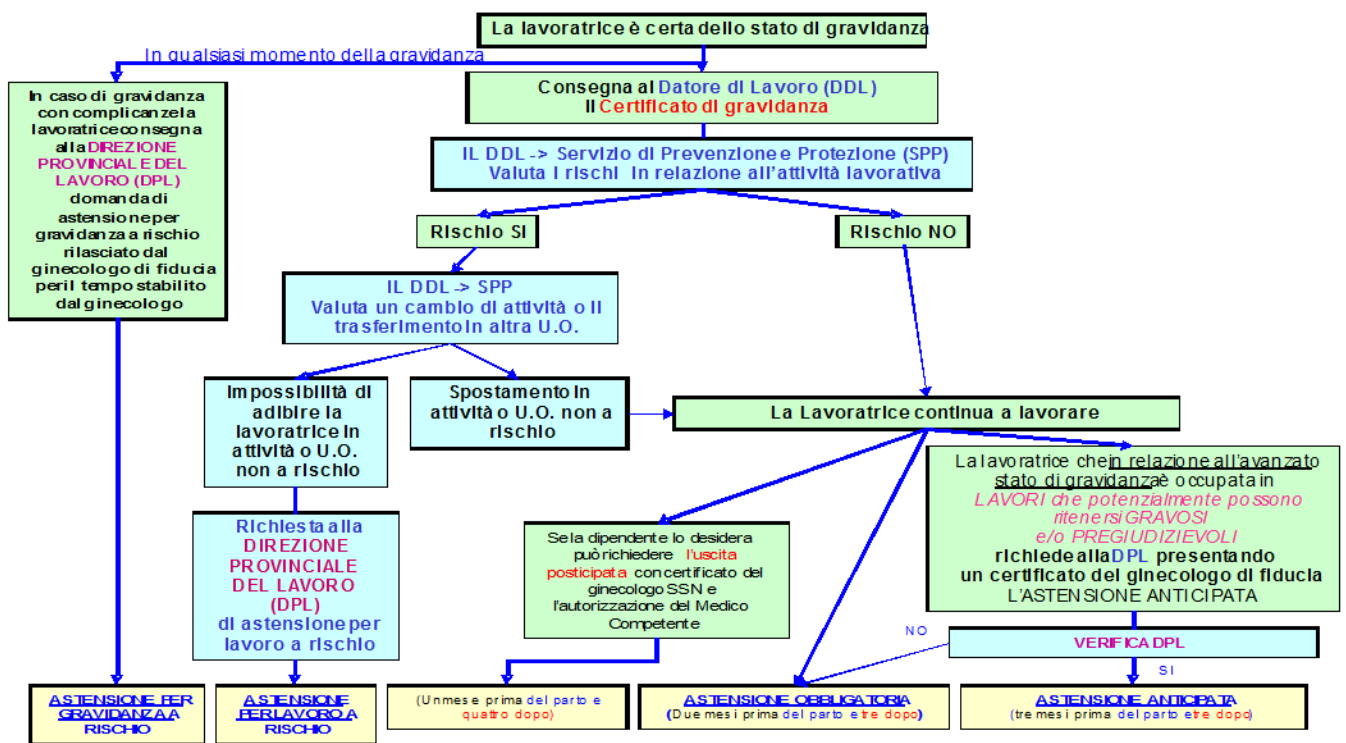 La lavoratrice è certa dello stato di gravidanza
In qualsiasi momento della gravidanza
In caso di gravidanza
con complicanze la
lavoratrice consegna
alla DIREZIONE
PROVINCIALE DEL
LAVORO (DPL)
domanda di
astensione per
gravidanza a rischio
rilasciato dal
ginecologo di fiducia
per il tempo stabilito
dal ginecologo
Consegna al Datore di Lavoro (DDL)
Il Certificato di gravidanza
IL DDL -> Servizio di Prevenzione e Protezione (SPP)
Valuta i rischi in relazione all'attività lavorativa
Rischio SI
Rischio NO
IL DDL -> SPP
Valuta un cambio di attività o il
trasferimento in altra U.O.
Impossibilità di
adibire la
lavoratrice in
attività o U.O.
non a rischio
Spostamento in
attività o U.O. non a
rischio
La Lavoratrice continua a lavorare
Richiesta alla
DIREZIONE
PROVINCIALE
DEL LAVORO
(DPL)
di astensione per
lavoro a rischio
Se la dipendente lo desidera
può richiedere l'uscita
posticipata con certificato del
ginecologo SSN e
l'autorizzazione del Medico
Competente
La lavoratrice che in relazione all'avanzato
stato di gravidanza è occupata in
LAVORI che potenzialmente possono
ritenersi GRAVOSI
e/o PREGIUDIZIEVOLI
richiede alla DPL presentando
un certificato del ginecologo di fiducia
L'ASTENSIONE ANTICIPATA
NO
VERIFICA DPL
SI
ASTENSIONE PER
GRAVIDANZA A
RISCHIO
ASTENSIONE
PER LAVORO A
RISCHIO
(Un mese prima del parto e
quattro dopo)
ASTENSIONE OBBLIGATORIA
(Due mesi prima del parto e tre dopo)
ASTENSIONE ANTICIPATA
(tre mesi prima del parto e tre dopo)